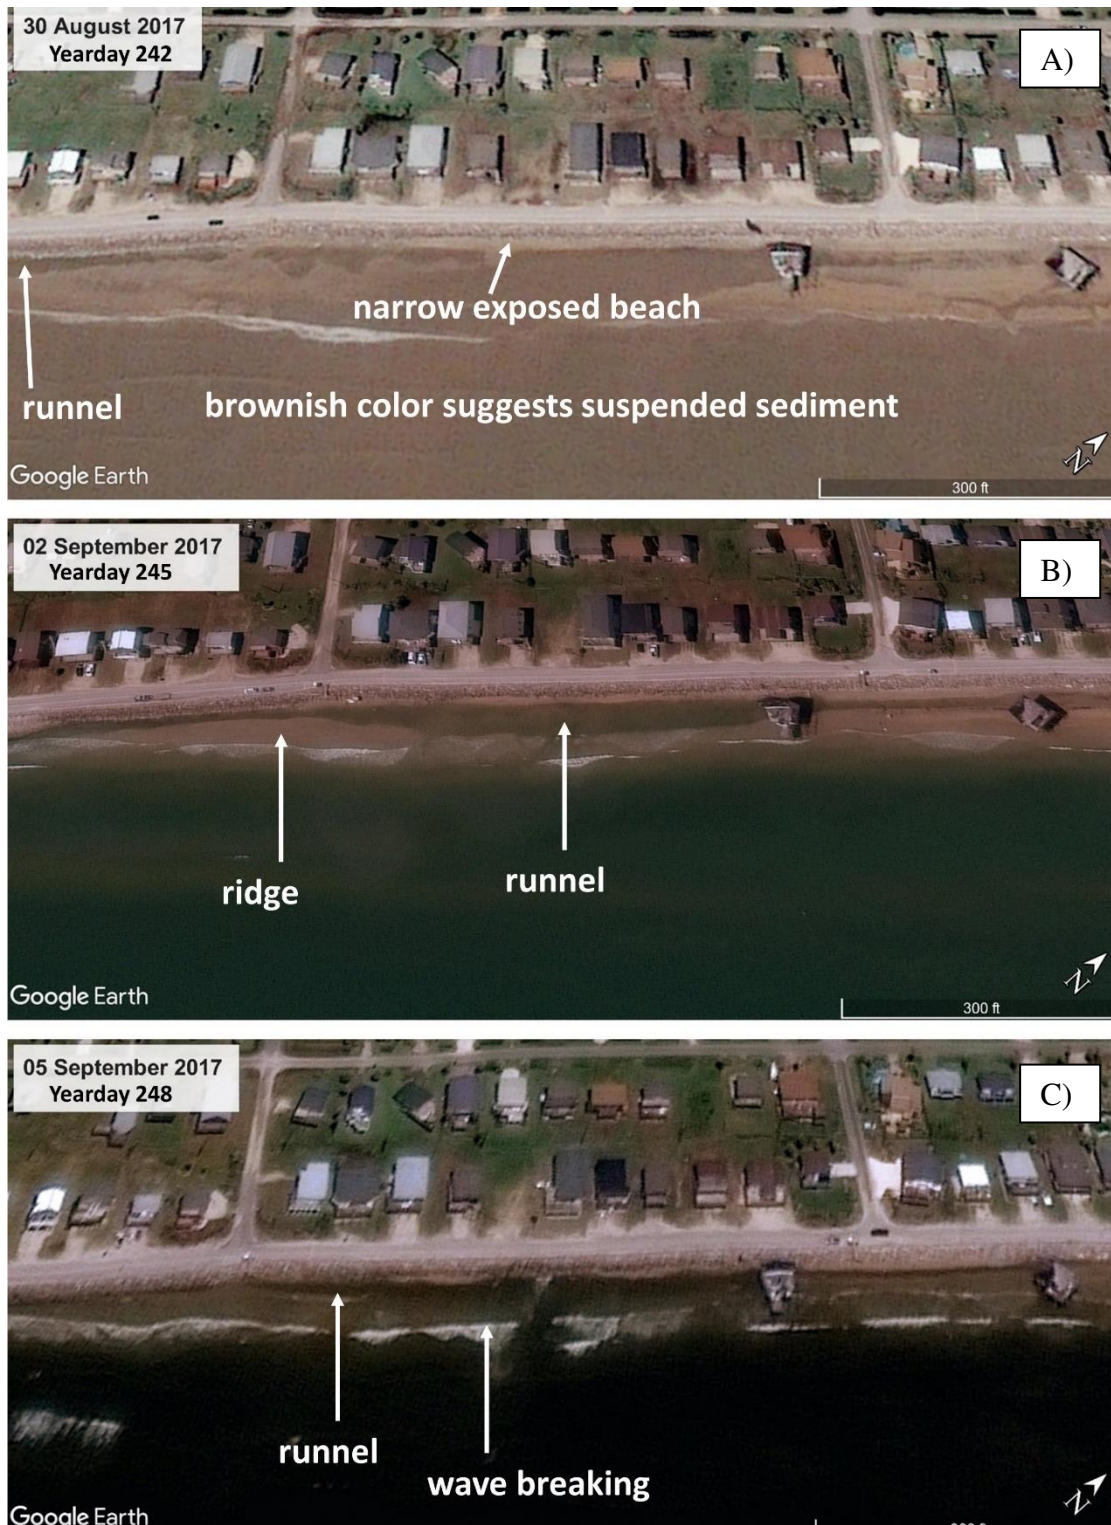 30 August 2017
Yearday 242
A)
narrow exposed beach
runnel
brownish color suggests suspended sediment
N
Google Earth
300 ft
02 September 2017
Yearday 245
B)
ridge
runnel
N
Google Earth
300 ft
05 September 2017
Yearday 248
C)
runnel
wave breaking
N
Google Earth